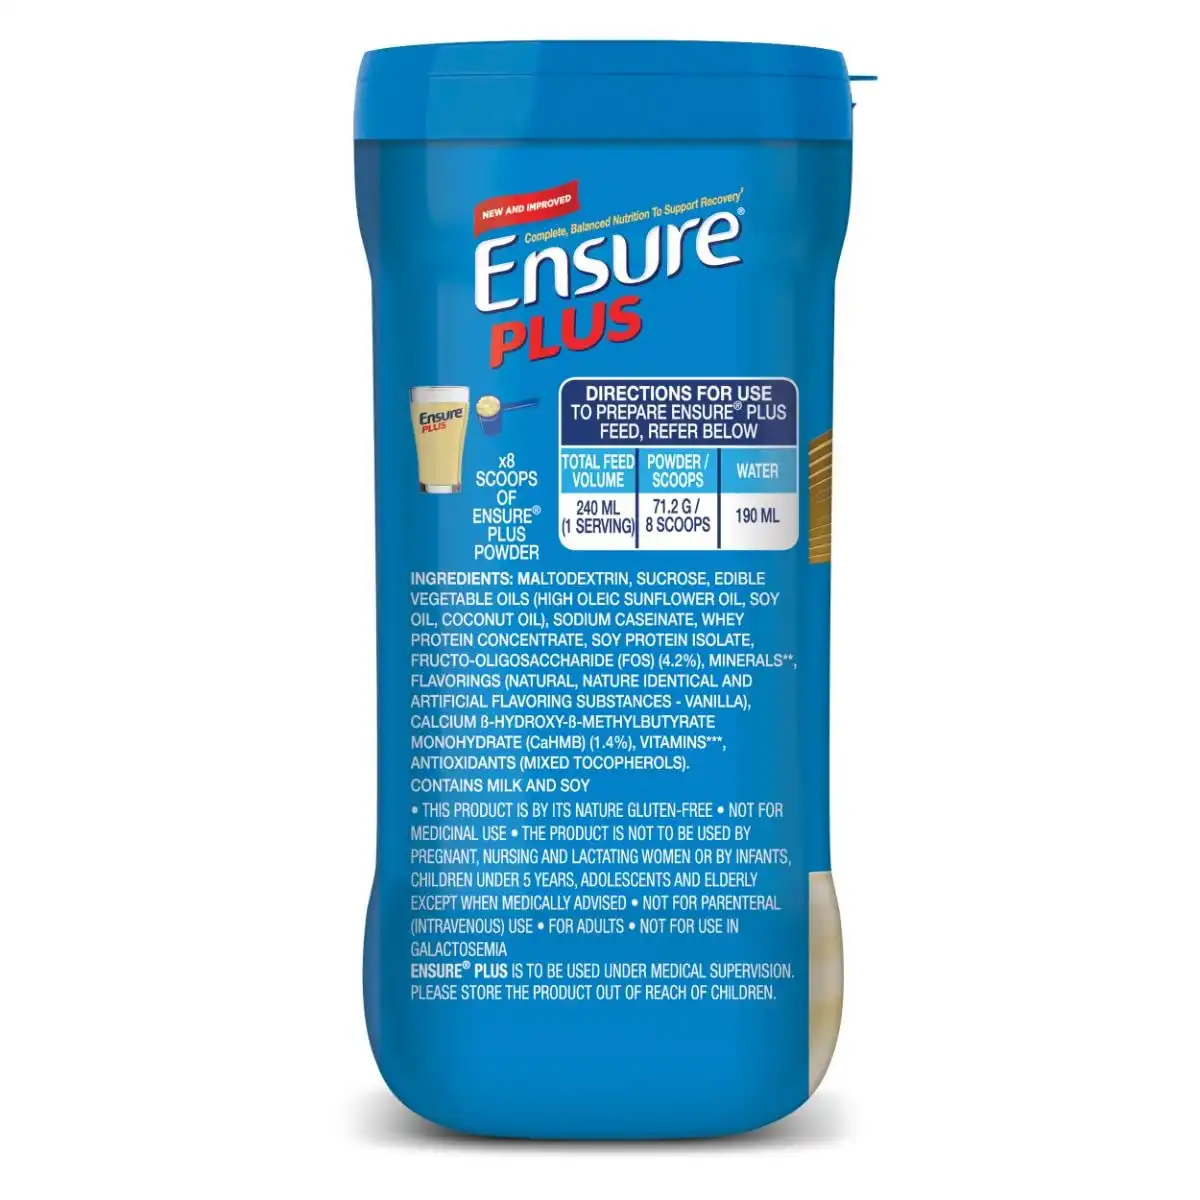 NEW AND IMPROVED
Complete, Balanced Nutrition To Support Recovery‡
Ensure®
PLUS
Ensure
PLUS
x8
SCOOPS
OF
ENSURE®
PLUS
POWDER
DIRECTIONS FOR USE
TO PREPARE ENSURE® PLUS
FEED, REFER BELOW
TOTAL FEED VOLUME
POWDER / SCOOPS
WATER
240 ML (1 SERVING)
71.2 G / 8 SCOOPS
190 ML
INGREDIENTS: MALTODEXTRIN, SUCROSE, EDIBLE
VEGETABLE OILS (HIGH OLEIC SUNFLOWER OIL, SOY
OIL, COCONUT OIL), SODIUM CASEINATE, WHEY
PROTEIN CONCENTRATE, SOY PROTEIN ISOLATE,
FRUCTO-OLIGOSACCHARIDE (FOS) (4.2%), MINERALS**,
FLAVORINGS (NATURAL, NATURE IDENTICAL AND
ARTIFICIAL FLAVORING SUBSTANCES - VANILLA),
CALCIUM ß-HYDROXY-ß-METHYLBUTYRATE
MONOHYDRATE (CaHMB) (1.4%), VITAMINS***,
ANTIOXIDANTS (MIXED TOCOPHEROLS).
CONTAINS MILK AND SOY
• THIS PRODUCT IS BY ITS NATURE GLUTEN-FREE • NOT FOR
MEDICINAL USE • THE PRODUCT IS NOT TO BE USED BY
PREGNANT, NURSING AND LACTATING WOMEN OR BY INFANTS,
CHILDREN UNDER 5 YEARS, ADOLESCENTS AND ELDERLY
EXCEPT WHEN MEDICALLY ADVISED • NOT FOR PARENTERAL
(INTRAVENOUS) USE • FOR ADULTS • NOT FOR USE IN
GALACTOSEMIA
ENSURE® PLUS IS TO BE USED UNDER MEDICAL SUPERVISION.
PLEASE STORE THE PRODUCT OUT OF REACH OF CHILDREN.